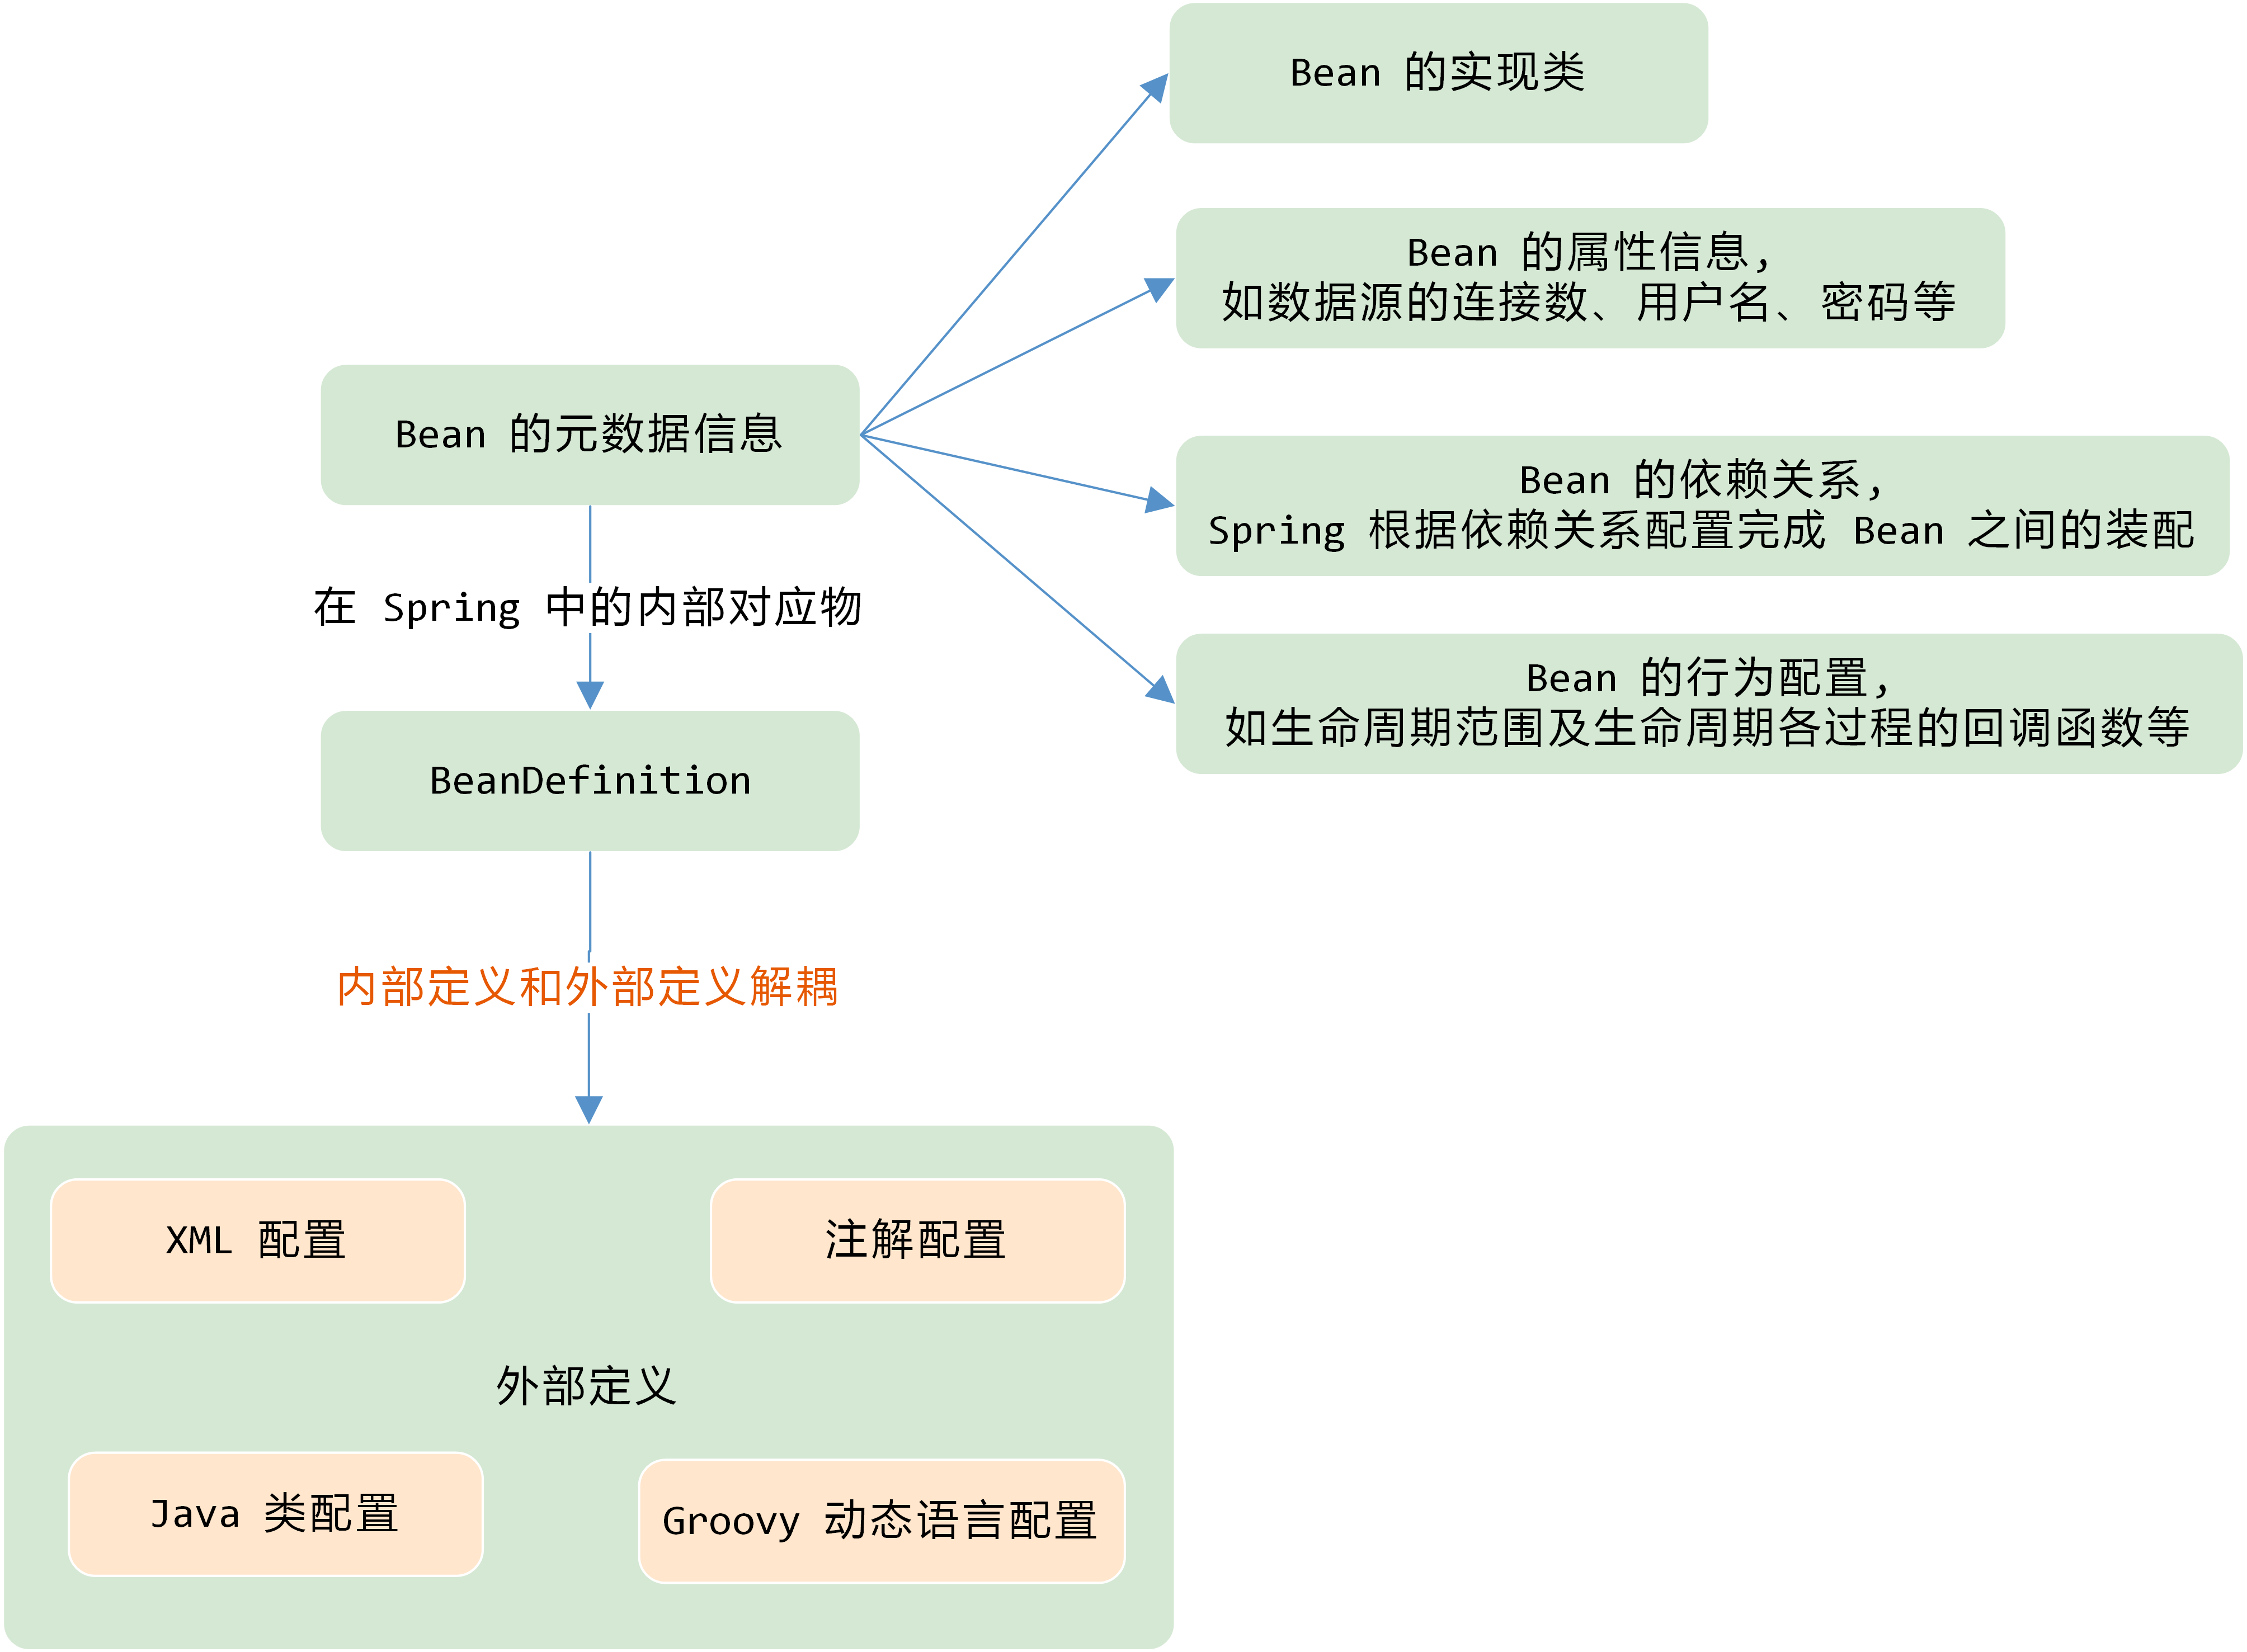 Bean 的实现类
Bean 的属性信息,
如数据源的连接数、用户名、密码等
Bean 的元数据信息
Bean 的依赖关系,
Spring 根据依赖关系配置完成 Bean 之间的装配
在 Spring 中的内部对应物
Bean 的行为配置,
如生命周期范围及生命周期各过程的回调函数等
BeanDefinition
内部定义和外部定义解耦
XML 配置
注解配置
外部定义
Java 类配置
Groovy 动态语言配置